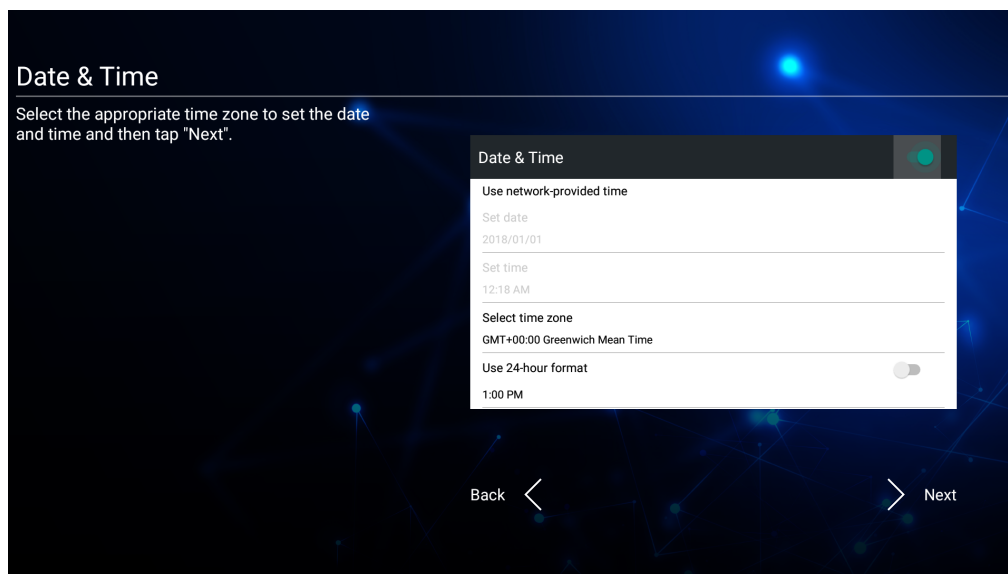 Date & Time
Select the appropriate time zone to set the date
and time and then tap "Next".
Date & Time
Use network-provided time
Set date
2018/01/01
Set time
12:18 AM
Select time zone
GMT+00:00 Greenwich Mean Time
Use 24-hour format
1:00 PM
Back
Next